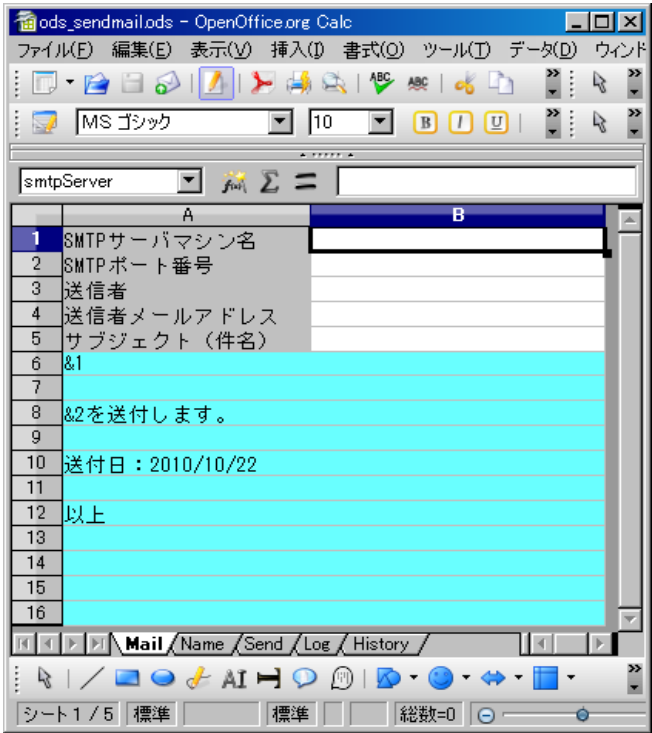 ods_sendmail.ods - OpenOffice.org Calc
ファイル(F) 編集(E) 表示(V) 挿入(I) 書式(O) ツール(T) データ(D) ウィンド
ABC ABC
MS ゴシック 10 B I U
smtpServer f(x) Σ =
A B
1 SMTPサーバマシン名
2 SMTPポート番号
3 送信者
4 送信者メールアドレス
5 サブジェクト（件名）
6 &1
7
8 &2を送付します。
9
10 送付日：2010/10/22
11
12 以上
13
14
15
16
Mail Name Send Log History
AI
シート1 / 5 標準 標準 総数=0